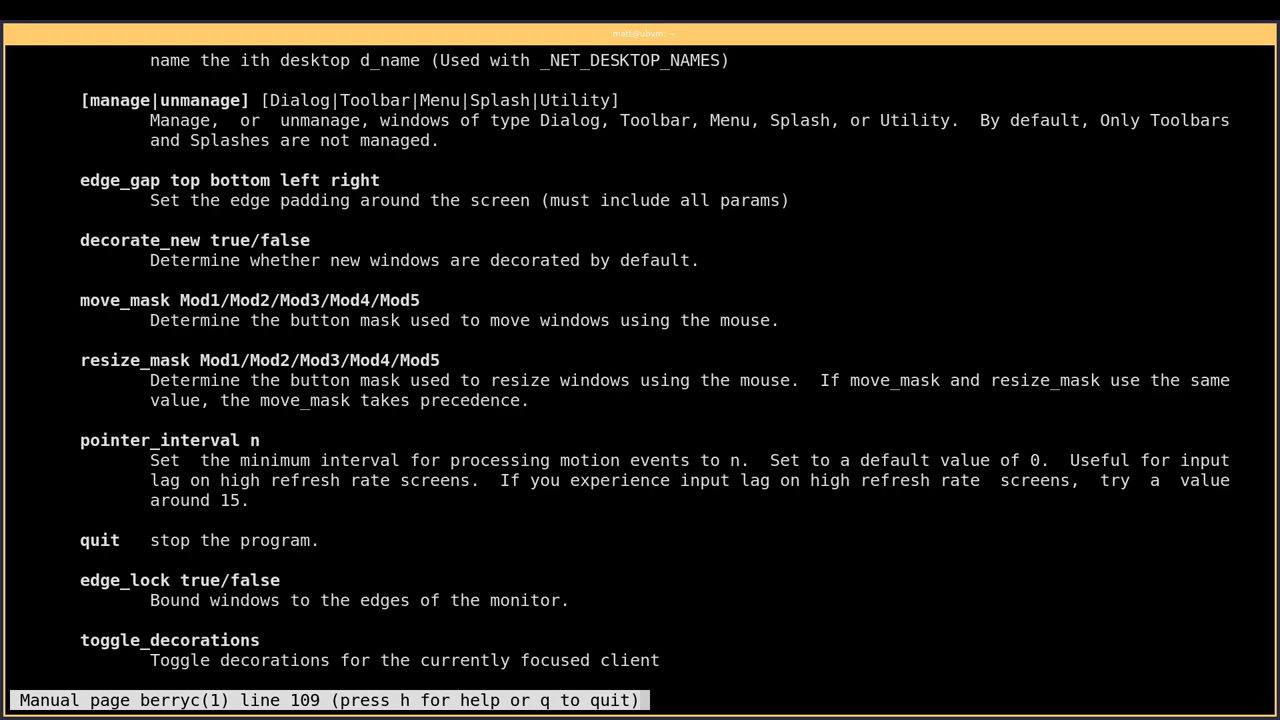 matt@ubvm: ~
name the ith desktop d_name (Used with _NET_DESKTOP_NAMES)
[manage|unmanage] [Dialog|Toolbar|Menu|Splash|Utility]
Manage,  or  unmanage, windows of type Dialog, Toolbar, Menu, Splash, or Utility.  By default, Only Toolbars
and Splashes are not managed.
edge_gap top bottom left right
Set the edge padding around the screen (must include all params)
decorate_new true/false
Determine whether new windows are decorated by default.
move_mask Mod1/Mod2/Mod3/Mod4/Mod5
Determine the button mask used to move windows using the mouse.
resize_mask Mod1/Mod2/Mod3/Mod4/Mod5
Determine the button mask used to resize windows using the mouse.  If move_mask and resize_mask use the same
value, the move_mask takes precedence.
pointer_interval n
Set  the minimum interval for processing motion events to n.  Set to a default value of 0.  Useful for input
lag on high refresh rate screens.  If you experience input lag on high refresh rate  screens,  try  a  value
around 15.
quit   stop the program.
edge_lock true/false
Bound windows to the edges of the monitor.
toggle_decorations
Toggle decorations for the currently focused client
Manual page berryc(1) line 109 (press h for help or q to quit)